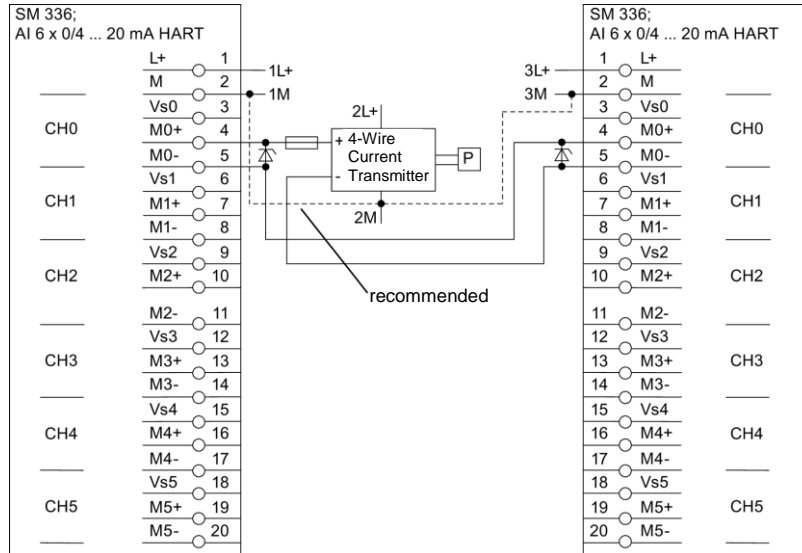 SM 336;
AI 6 x 0/4 ... 20 mA HART
L+ 1
M 2
Vs0 3
CH0
M0+ 4
M0- 5
Vs1 6
CH1
M1+ 7
M1- 8
Vs2 9
CH2
M2+ 10
M2- 11
Vs3 12
CH3
M3+ 13
M3- 14
Vs4 15
CH4
M4+ 16
M4- 17
Vs5 18
CH5
M5+ 19
M5- 20
1L+
1M
2L+
+ 4-Wire
Current
- Transmitter
P
2M
recommended
3L+
3M
SM 336;
AI 6 x 0/4 ... 20 mA HART
1 L+
2 M
3 Vs0
4 M0+
CH0
5 M0-
6 Vs1
7 M1+
CH1
8 M1-
9 Vs2
10 M2+
CH2
11 M2-
12 Vs3
13 M3+
CH3
14 M3-
15 Vs4
16 M4+
CH4
17 M4-
18 Vs5
19 M5+
CH5
20 M5-